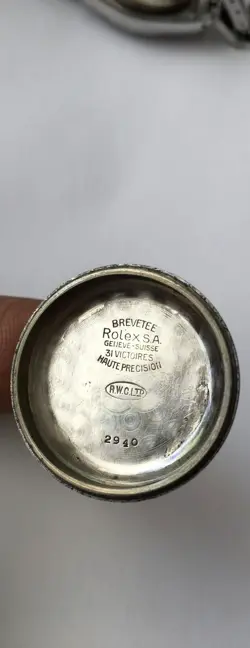 BREVETEE
Rolex S.A.
GENEVE-SUISSE
31 VICTOIRES
HAUTE PRECISION
R.W.C.LTD
2940